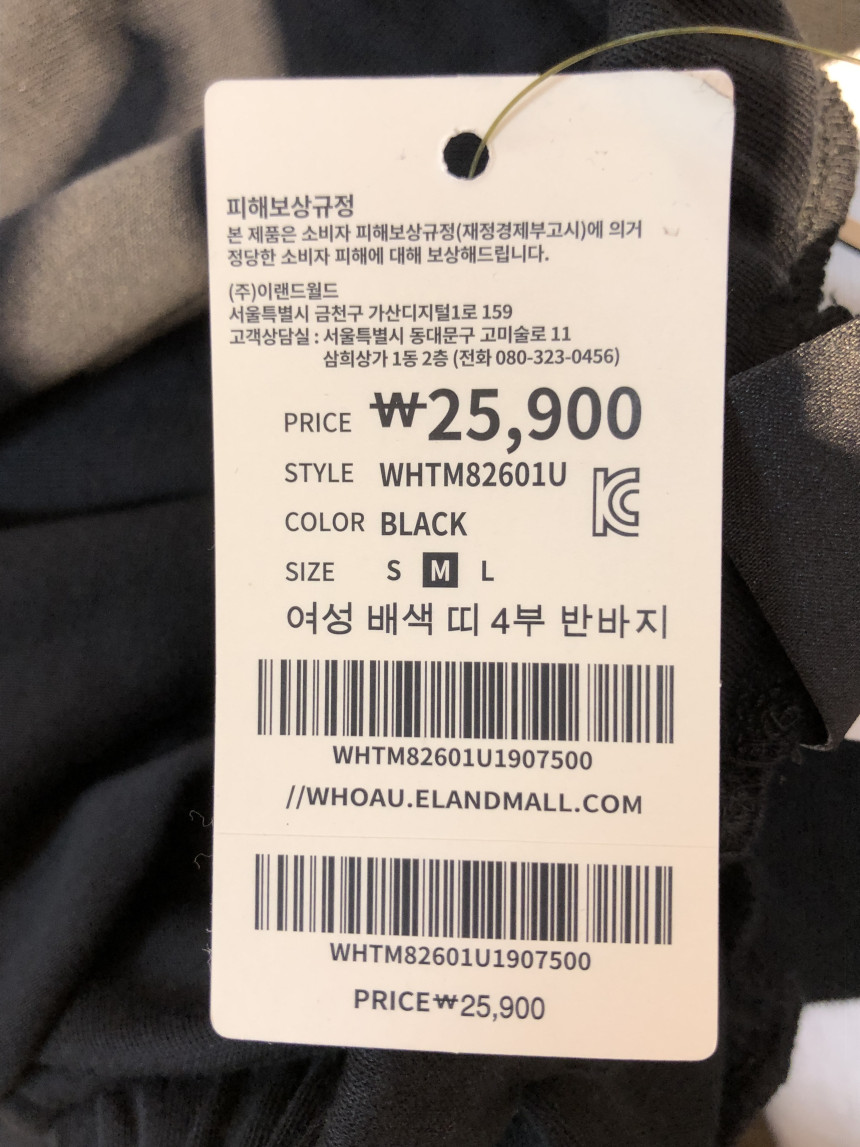 피해보상규정
본 제품은 소비자 피해보상규정(재정경제부고시)에 의거
정당한 소비자 피해에 대해 보상해드립니다.
(주)이랜드월드
서울특별시 금천구 가산디지털1로 159
고객상담실 : 서울특별시 동대문구 고미술로 11
삼희상가 1동 2층 (전화 080-323-0456)
PRICE ₩25,900
STYLE WHTM82601U
KC
COLOR BLACK
SIZE S M L
여성 배색 띠 4부 반바지
WHTM82601U1907500
//WHOAU.ELANDMALL.COM
WHTM82601U1907500
PRICE₩25,900